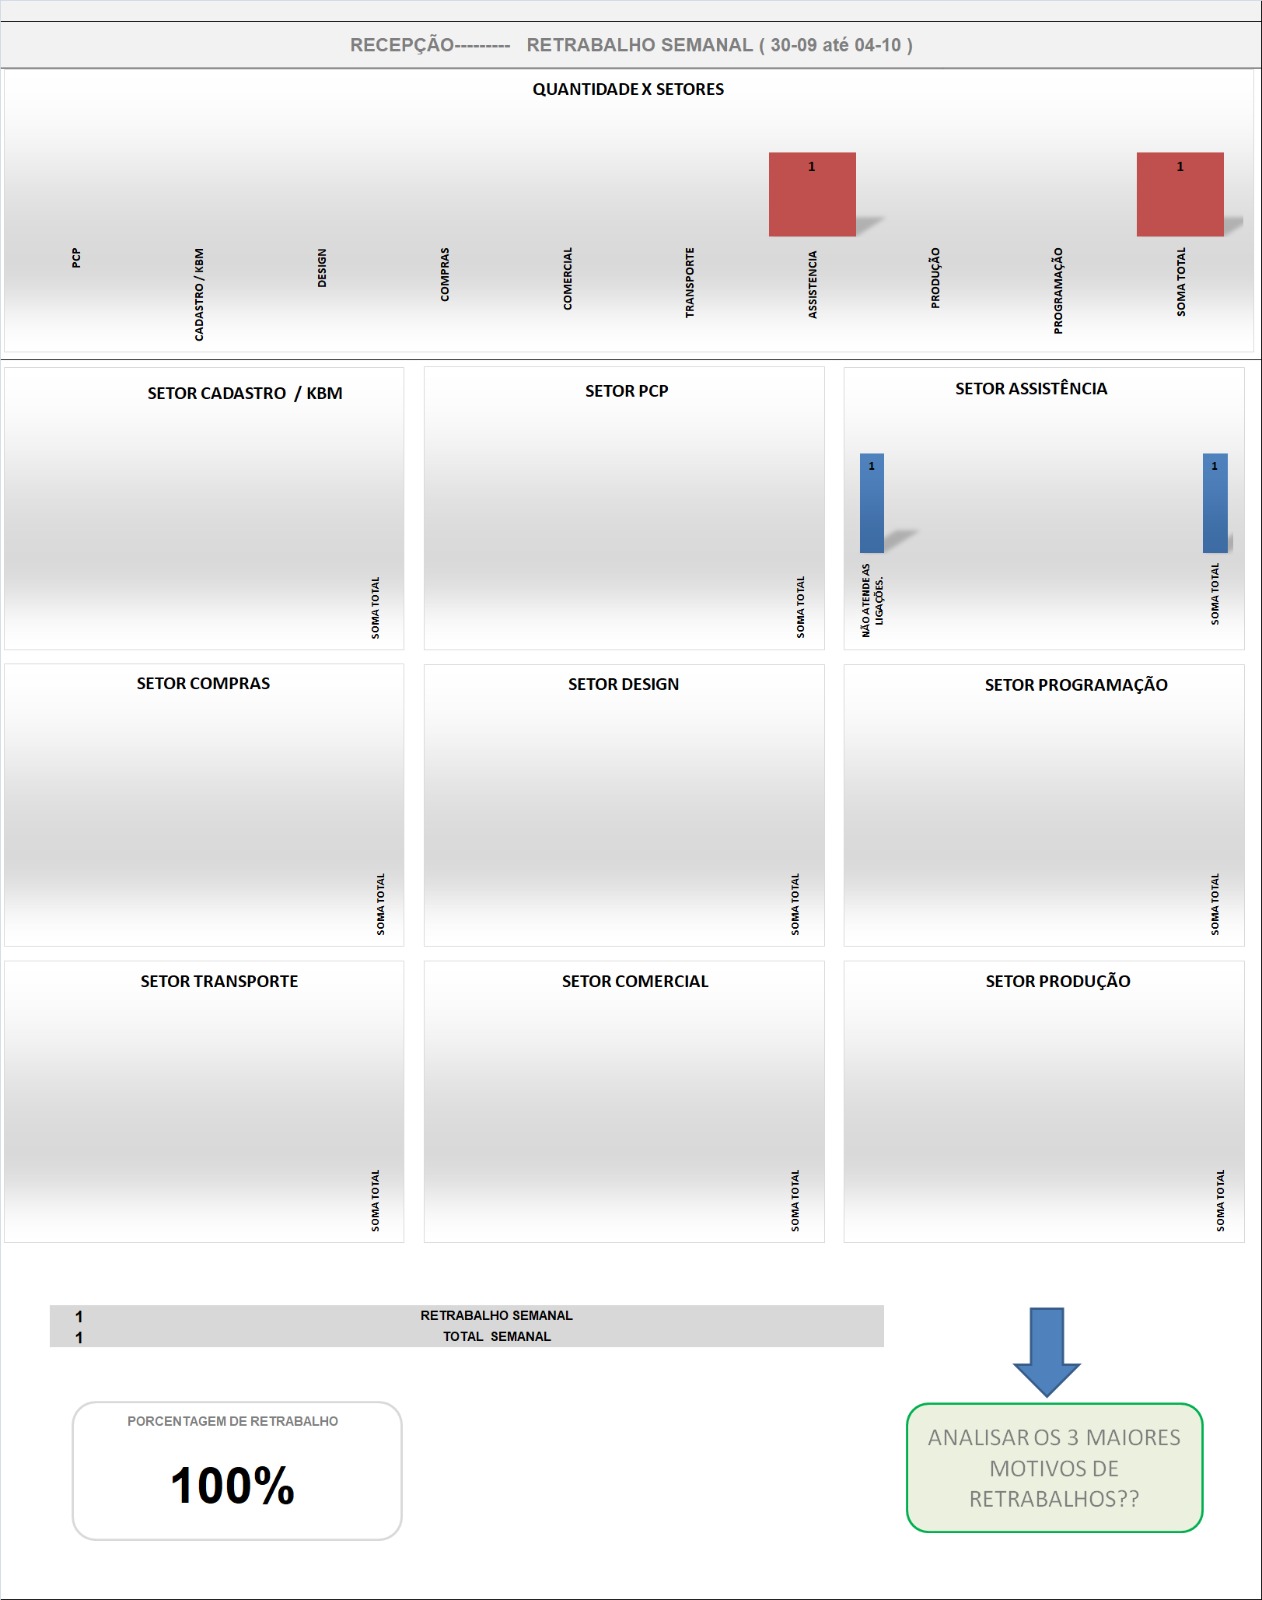 RECEPÇÃO--------- RETRABALHO SEMANAL ( 30-09 até 04-10 )
QUANTIDADE X SETORES
1
1
PCP
CADASTRO / KBM
DESIGN
COMPRAS
COMERCIAL
TRANSPORTE
ASSISTENCIA
PRODUÇÃO
PROGRAMAÇÃO
SOMA TOTAL
SETOR CADASTRO / KBM
SOMA TOTAL
SETOR PCP
SOMA TOTAL
SETOR ASSISTÊNCIA
1
1
NÃO ATENDE AS
LIGAÇÕES.
SOMA TOTAL
SETOR COMPRAS
SOMA TOTAL
SETOR DESIGN
SOMA TOTAL
SETOR PROGRAMAÇÃO
SOMA TOTAL
SETOR TRANSPORTE
SOMA TOTAL
SETOR COMERCIAL
SOMA TOTAL
SETOR PRODUÇÃO
SOMA TOTAL
1 RETRABALHO SEMANAL
1 TOTAL SEMANAL
PORCENTAGEM DE RETRABALHO
100%
ANALISAR OS 3 MAIORES
MOTIVOS DE
RETRABALHOS??